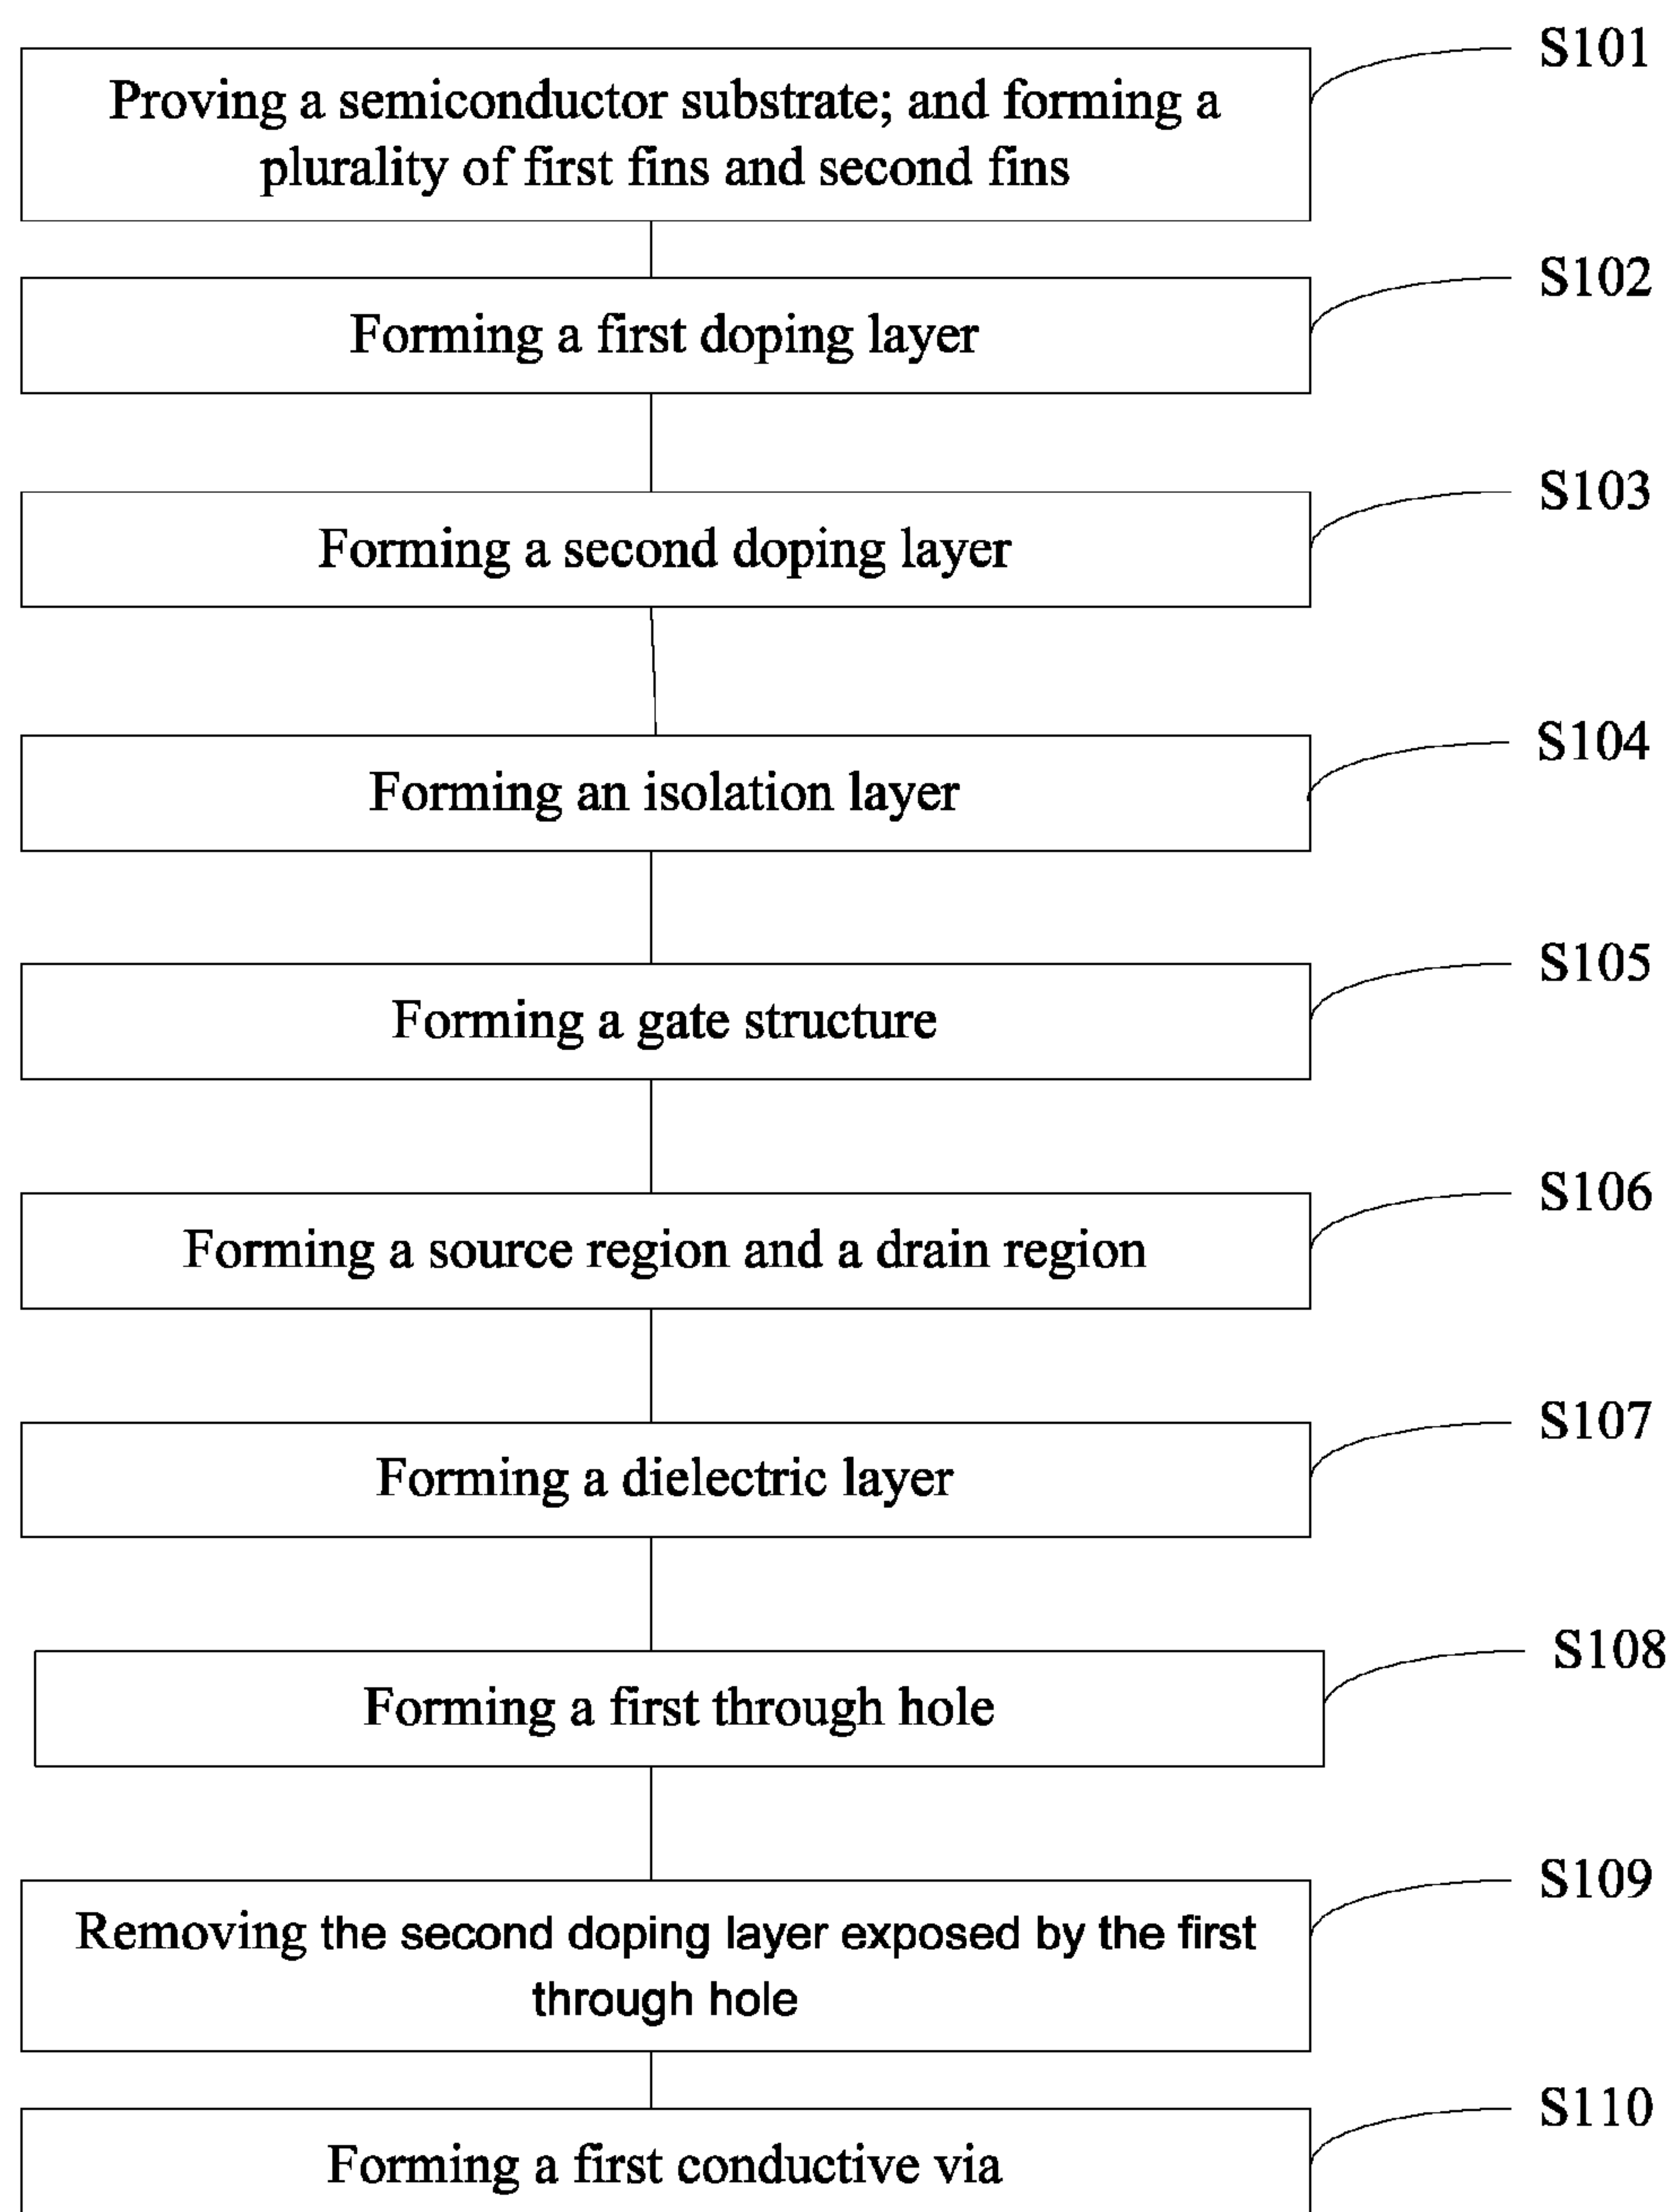 S101
Proving a semiconductor substrate; and forming a
plurality of first fins and second fins
S102
Forming a first doping layer
S103
Forming a second doping layer
S104
Forming an isolation layer
S105
Forming a gate structure
S106
Forming a source region and a drain region
S107
Forming a dielectric layer
S108
Forming a first through hole
S109
Removing the second doping layer exposed by the first
through hole
S110
Forming a first conductive via